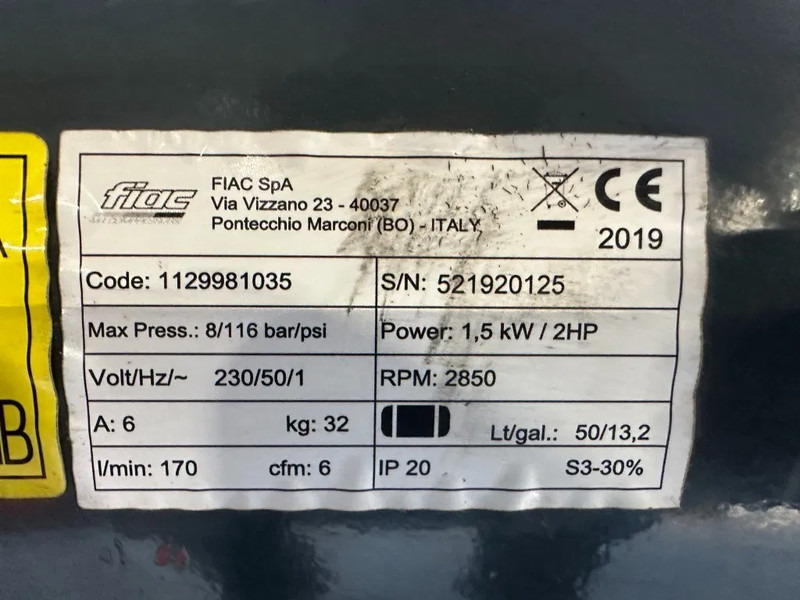 fiac
FIAC SpA
Via Vizzano 23 - 40037
Pontecchio Marconi (BO) - ITALY
CE
2019
Code: 1129981035
S/N: 521920125
Max Press.: 8/116 bar/psi
Power: 1,5 kW / 2HP
Volt/Hz/~ 230/50/1
RPM: 2850
A: 6 kg: 32
Lt/gal.: 50/13,2
l/min: 170 cfm: 6
IP 20 S3-30%
B